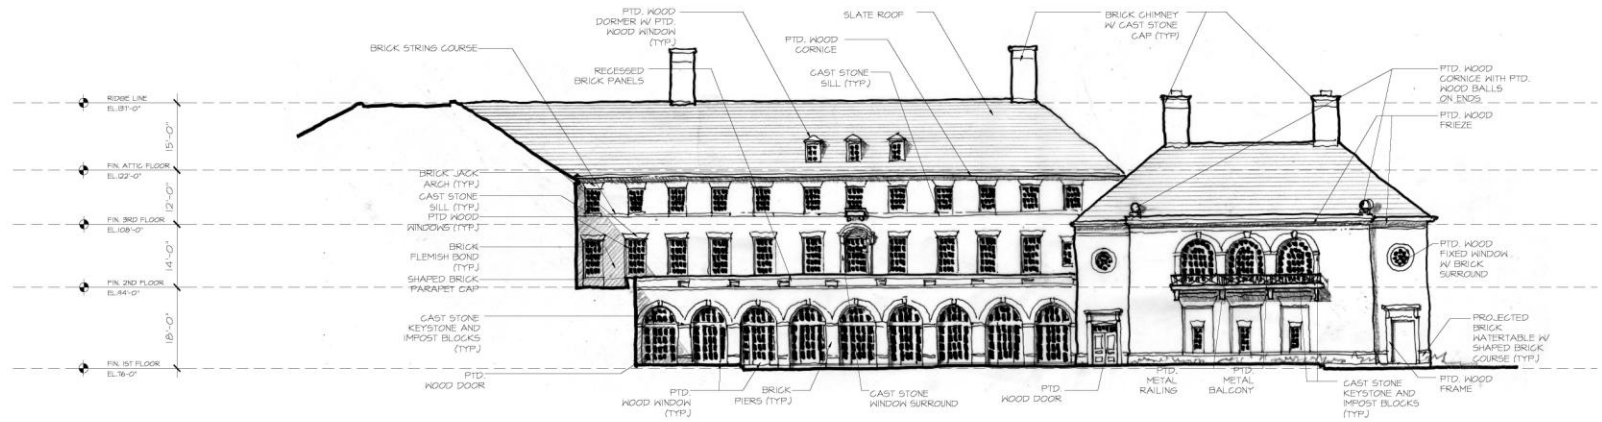 PTD. WOOD
DORMER W/ PTD.
WOOD WINDOW
(TYP.)
SLATE ROOF
BRICK CHIMNEY
W/ CAST STONE
CAP (TYP.)
BRICK STRING COURSE
PTD. WOOD
CORNICE
RECESSED
BRICK PANELS
CAST STONE
SILL (TYP.)
PTD. WOOD
CORNICE WITH PTD.
WOOD BALLS
ON ENDS
PTD. WOOD
FRIEZE
RIDGE LINE
EL.137'-0"
15'-0"
FIN. ATTIC FLOOR
EL.122'-0"
12'-0"
FIN. 3RD FLOOR
EL.108'-0"
14'-0"
FIN. 2ND FLOOR
EL.94'-0"
18'-0"
FIN. 1ST FLOOR
EL.76'-0"
BRICK JACK
ARCH (TYP.)
CAST STONE
SILL (TYP.)
PTD WOOD
WINDOWS (TYP.)
BRICK
FLEMISH BOND
(TYP.)
SHAPED BRICK
PARAPET CAP
CAST STONE
KEYSTONE AND
IMPOST BLOCKS
(TYP.)
PTD.
WOOD DOOR
PTD.
WOOD WINDOW
(TYP.)
BRICK
PIERS (TYP.)
CAST STONE
WINDOW SURROUND
PTD.
WOOD DOOR
PTD.
METAL
RAILING
PTD.
METAL
BALCONY
CAST STONE
KEYSTONE AND
IMPOST BLOCKS
(TYP.)
PTD. WOOD
FIXED WINDOW
W/ BRICK
SURROUND
PROJECTED
BRICK
WATERTABLE W/
SHAPED BRICK
COURSE (TYP.)
PTD. WOOD
FRAME